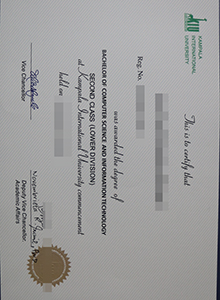 KIU
KAMPALA
INTERNATIONAL
UNIVERSITY
This is to certify that
Reg. No.
was awarded the degree of
BACHELOR OF COMPUTER SCIENCE AND INFORMATION TECHNOLOGY
SECOND CLASS (LOWER DIVISION)
at Kampala International University commencement
held on
Vice Chancellor
Deputy Vice Chancellor
Academic Affairs